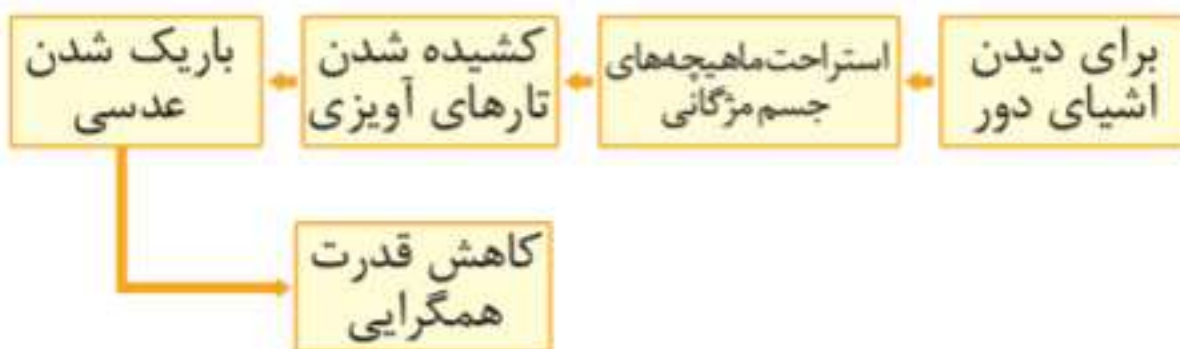 برای دیدن
اشیای دور
استراحت ماهیچه‌های
جسم مژگانی
کشیده شدن
تارهای آویزی
باریک شدن
عدسی
کاهش قدرت
همگرایی